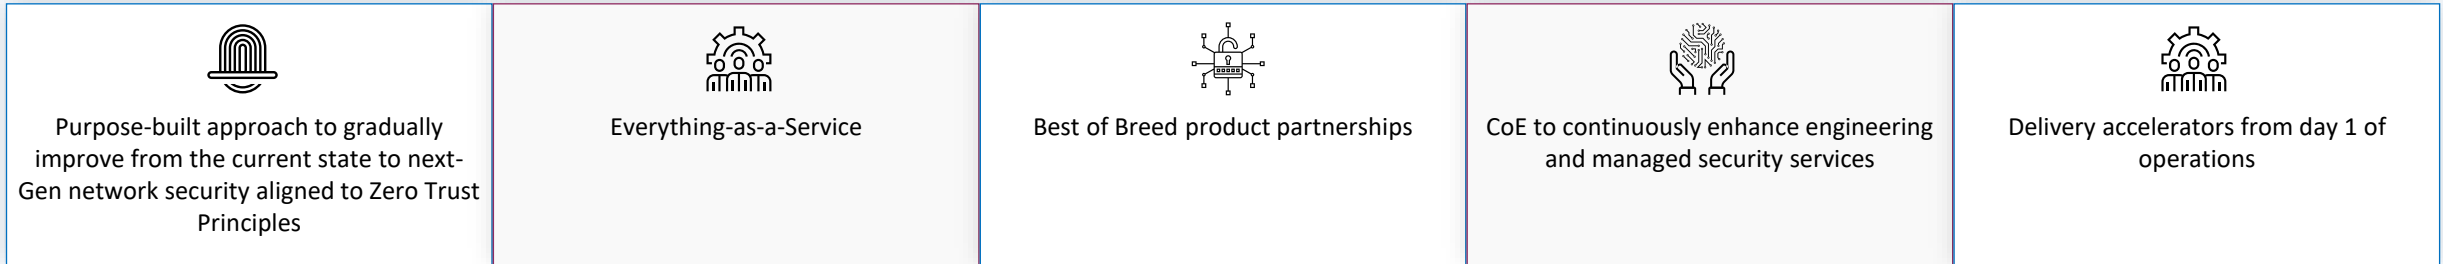 Purpose-built approach to gradually
improve from the current state to next-
Gen network security aligned to Zero Trust
Principles
Everything-as-a-Service
Best of Breed product partnerships
CoE to continuously enhance engineering
and managed security services
Delivery accelerators from day 1 of
operations